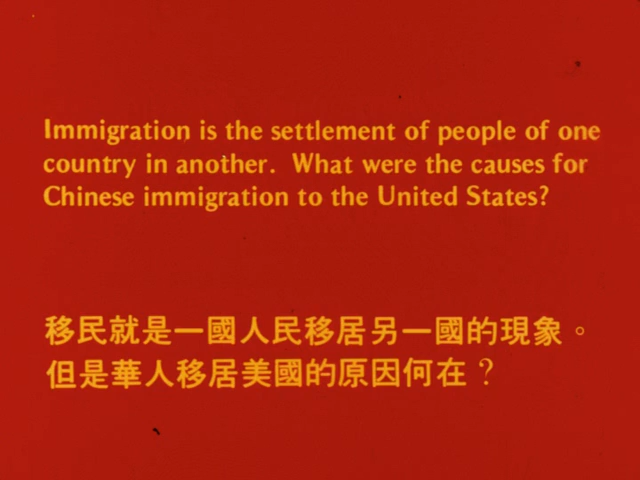 Immigration is the settlement of people of one
country in another. What were the causes for
Chinese immigration to the United States?
移民就是一國人民移居另一國的現象。
但是華人移居美國的原因何在？